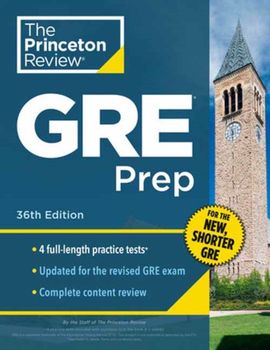 The
Princeton
Review®
GRE®
Prep
36th Edition
FOR THE
NEW,
SHORTER
GRE
• 4 full-length practice tests*
• Updated for the revised GRE exam
• Complete content review
By the Staff of The Princeton Review